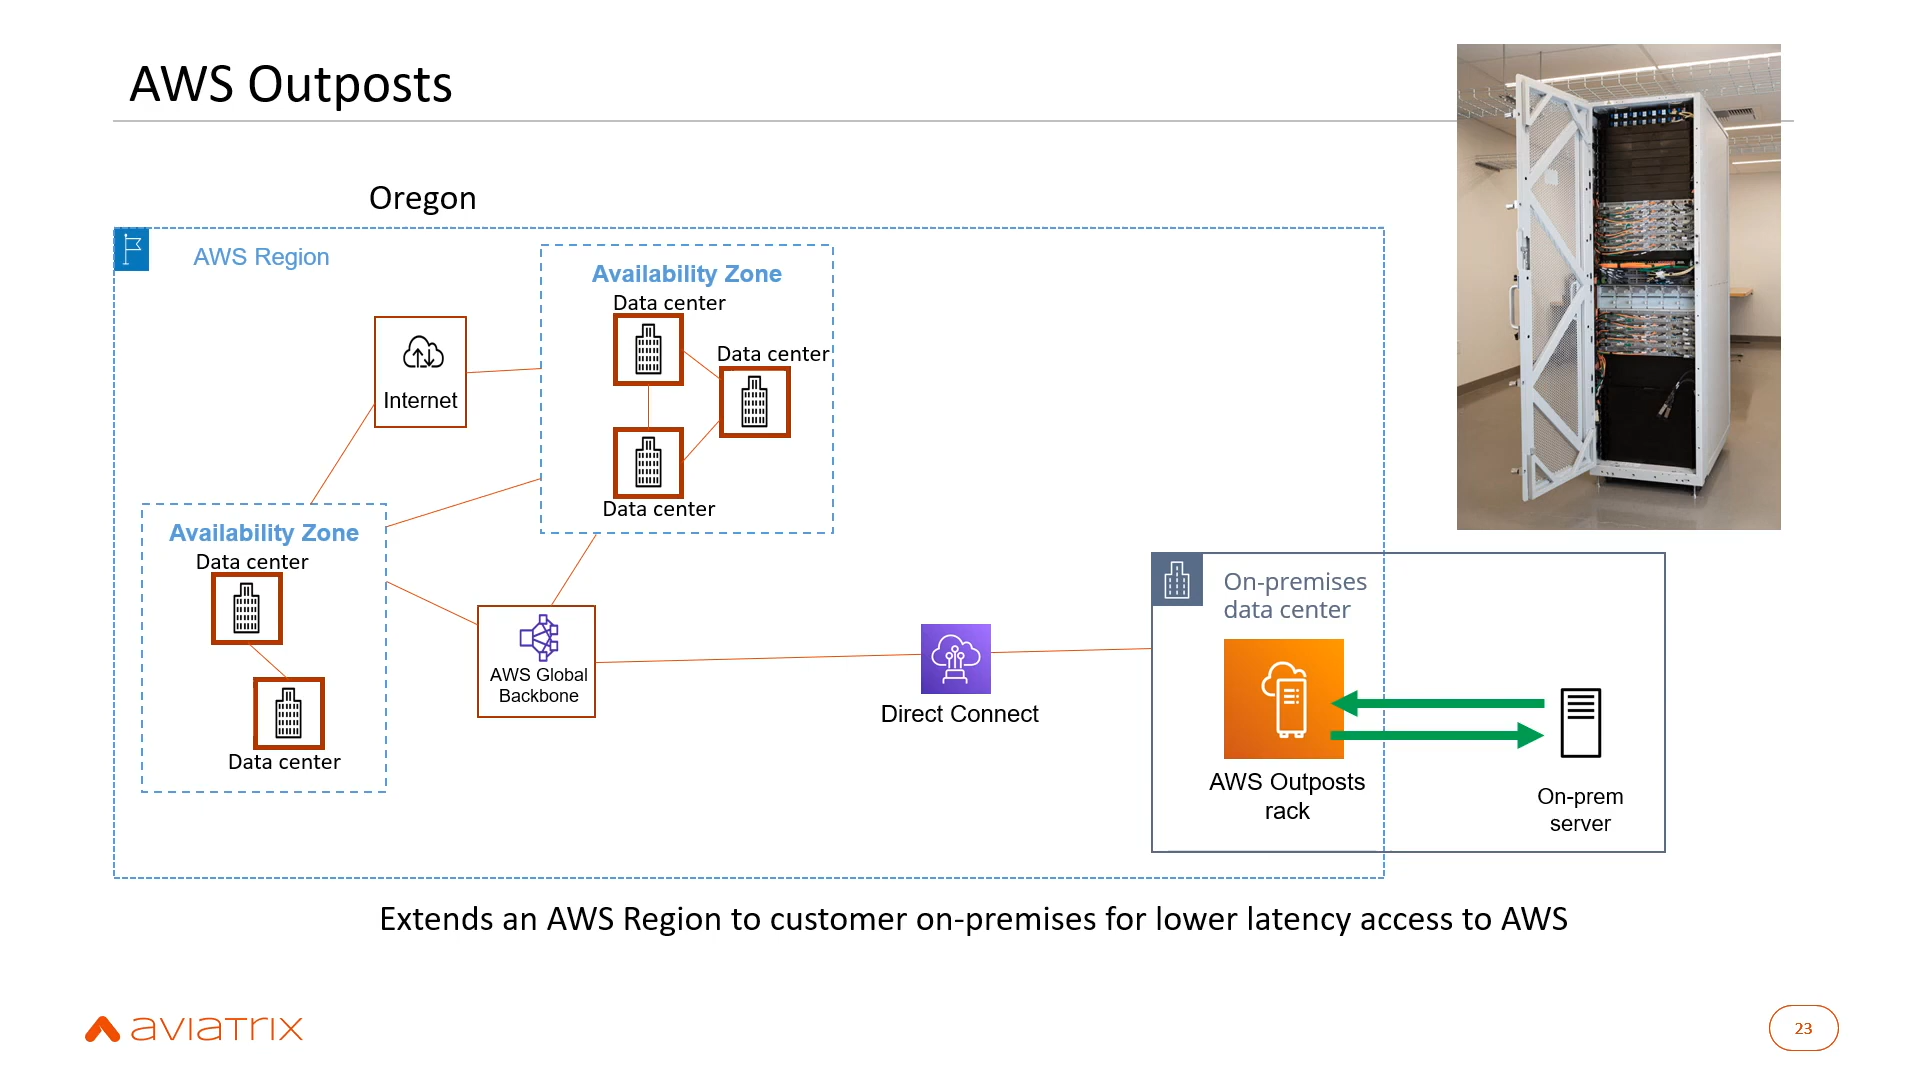 AWS Outposts
Oregon
AWS Region
Availability Zone
Data center
Data center
Data center
Internet
Availability Zone
Data center
Data center
AWS Global
Backbone
Direct Connect
On-premises
data center
AWS Outposts
rack
On-prem
server
Extends an AWS Region to customer on-premises for lower latency access to AWS
aviatrix
23